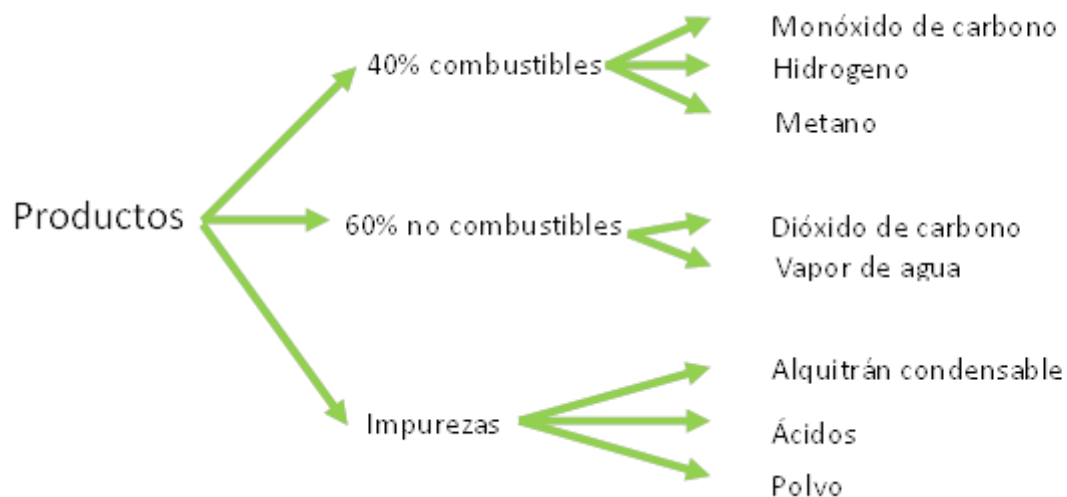 Productos
40% combustibles
Monóxido de carbono
Hidrogeno
Metano
60% no combustibles
Dióxido de carbono
Vapor de agua
Impurezas
Alquitrán condensable
Ácidos
Polvo